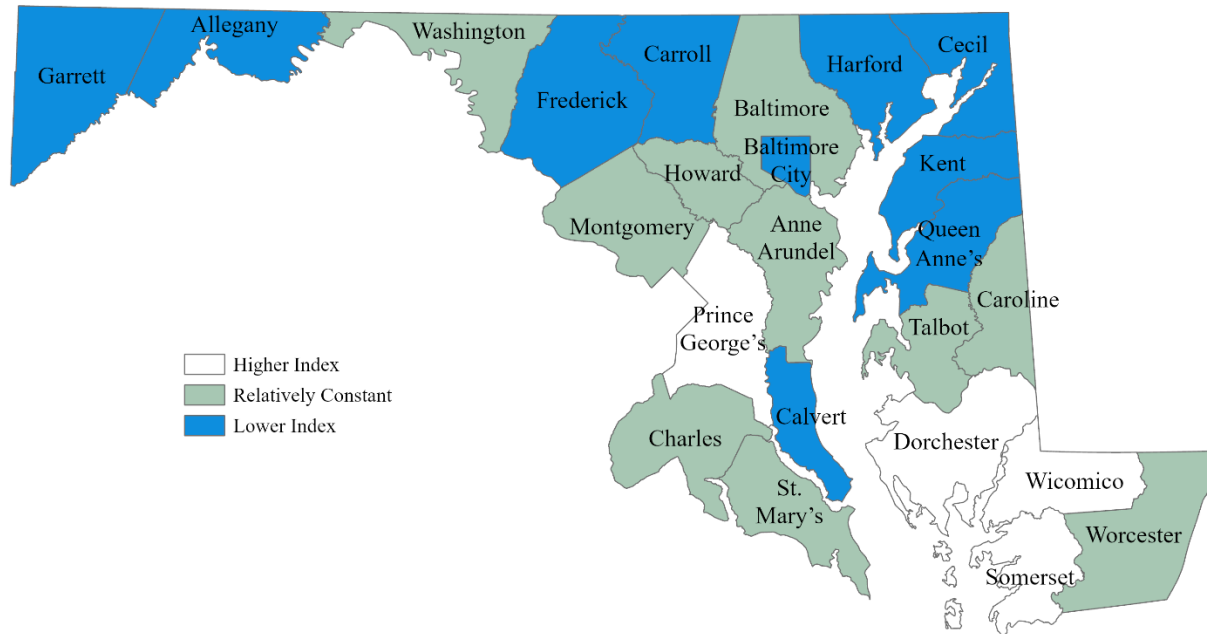 Allegany
Washington
Garrett
Frederick
Carroll
Harford
Cecil
Baltimore
Baltimore
City
Kent
Howard
Montgomery
Anne
Arundel
Queen
Anne’s
Caroline
Talbot
Prince
George’s
Higher Index
Relatively Constant
Lower Index
Calvert
Charles
Dorchester
Wicomico
St.
Mary’s
Worcester
Somerset